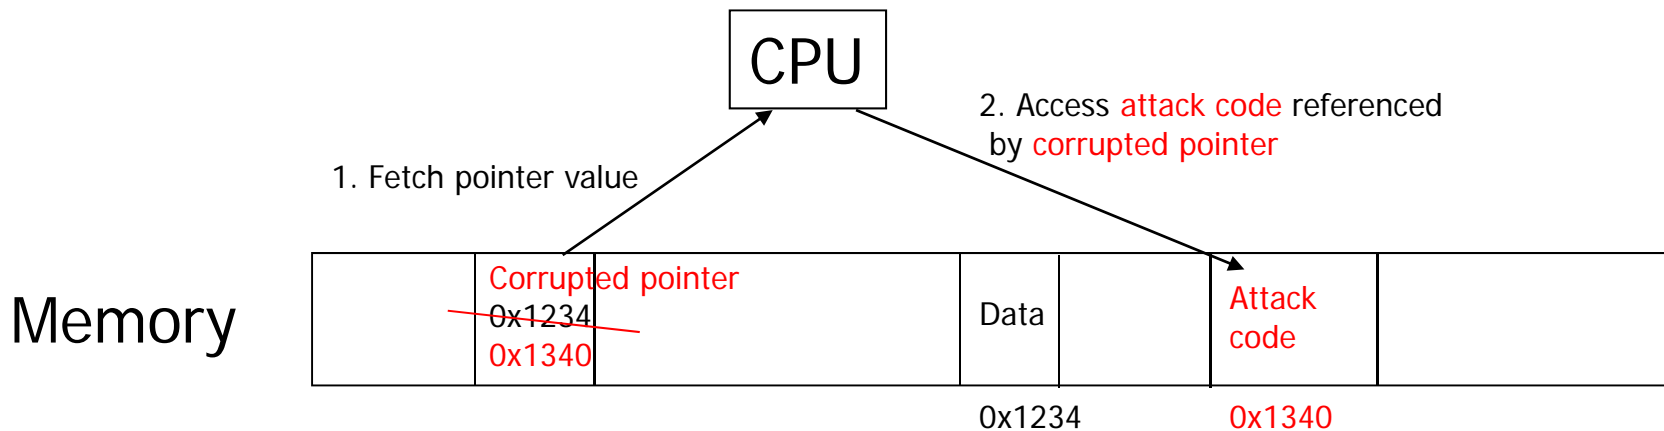 CPU
2. Access attack code referenced
by corrupted pointer
1. Fetch pointer value
Memory
Corrupted pointer
0x1234
0x1340
Data
Attack
code
0x1234
0x1340